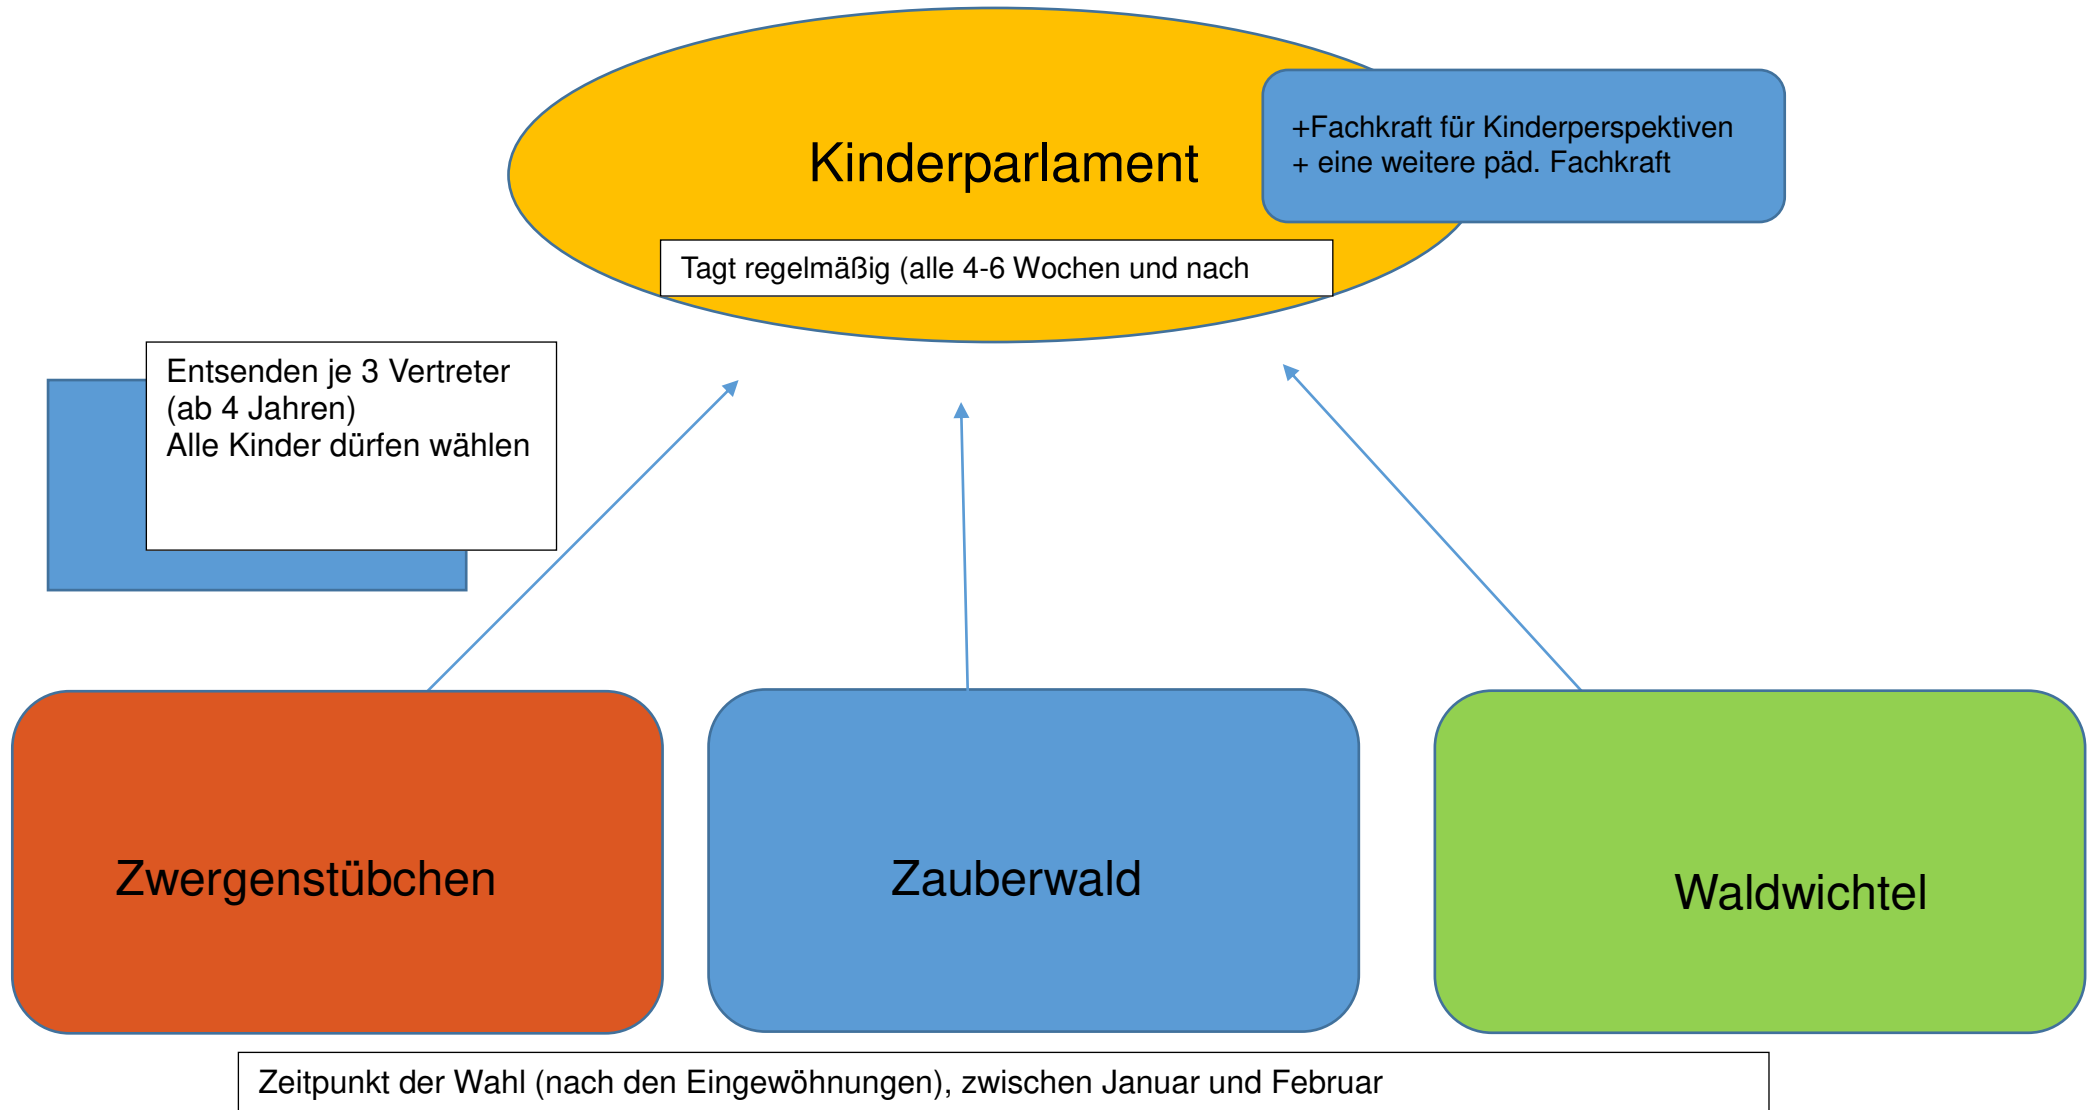 Kinderparlament
+Fachkraft für Kinderperspektiven
+ eine weitere päd. Fachkraft
Tagt regelmäßig (alle 4-6 Wochen und nach
Entsenden je 3 Vertreter
(ab 4 Jahren)
Alle Kinder dürfen wählen
Zwergenstübchen
Zauberwald
Waldwichtel
Zeitpunkt der Wahl (nach den Eingewöhnungen), zwischen Januar und Februar